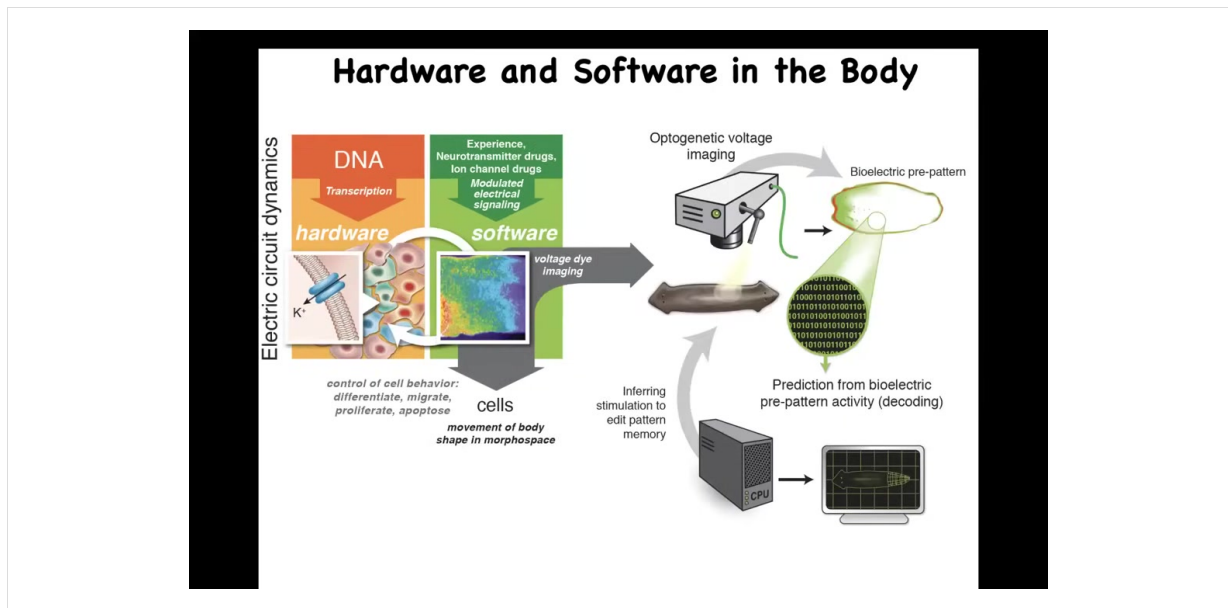 Hardware and Software in the Body
Electric circuit dynamics
DNA
Transcription
hardware
K+
Experience,
Neurotransmitter drugs,
Ion channel drugs
Modulated
electrical
signaling
software
voltage dye
imaging
control of cell behavior:
differentiate, migrate,
proliferate, apoptose
cells
movement of body
shape in morphospace
Optogenetic voltage
imaging
Bioelectric pre-pattern
Prediction from bioelectric
pre-pattern activity (decoding)
Inferring
stimulation to
edit pattern
memory
CPU